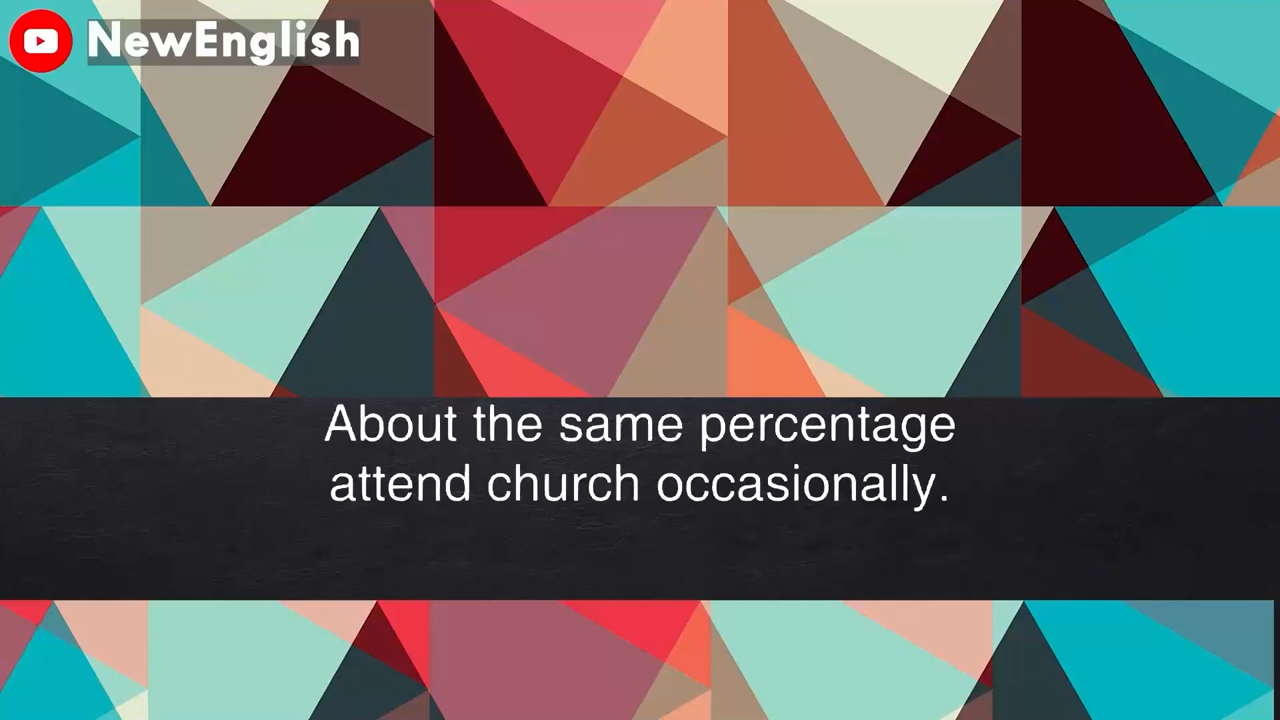 NewEnglish
About the same percentage
attend church occasionally.